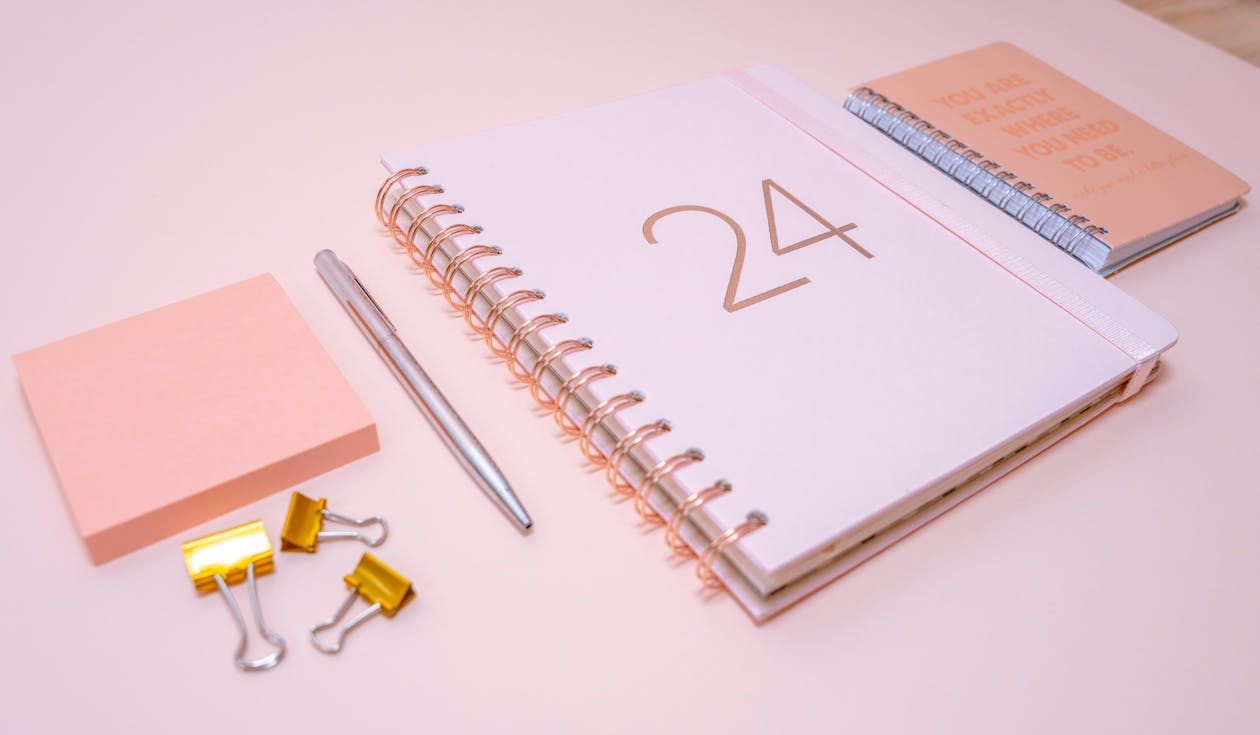 24
YOU ARE
EXACTLY
WHERE
YOU NEED
TO BE.